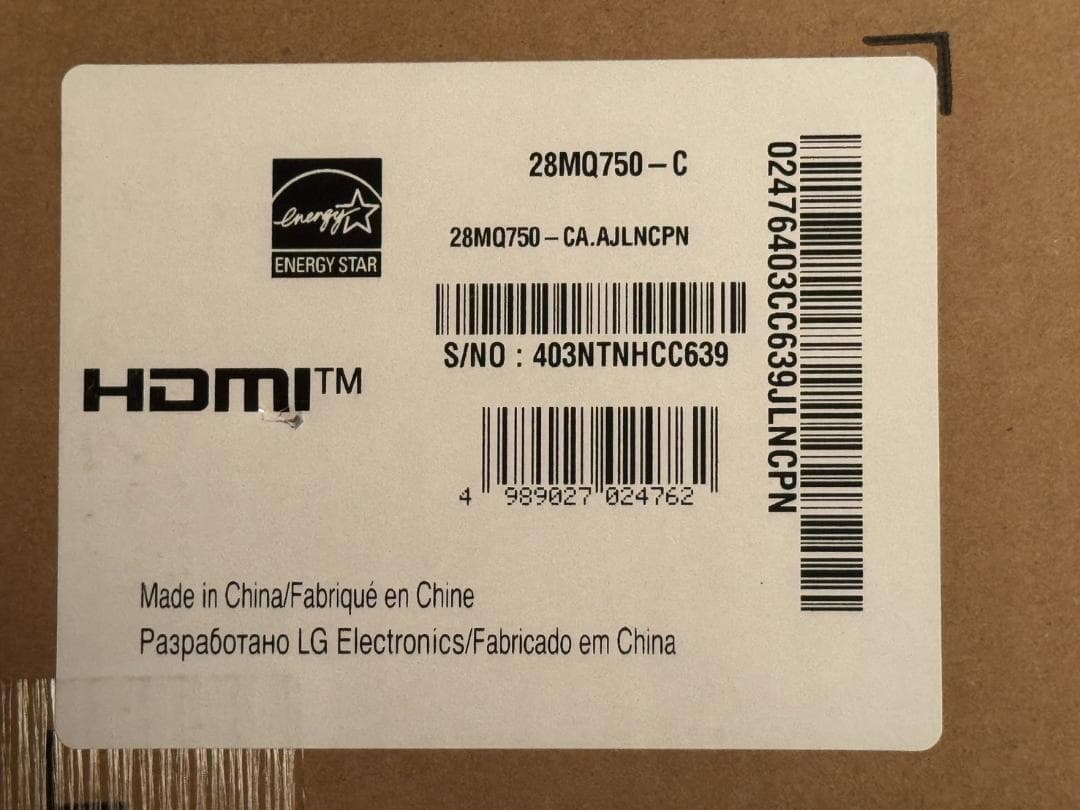 energy
ENERGY STAR
28MQ750-C
28MQ750-CA.AJLNCPN
S/NO : 403NTNHCC639
HDMI™
4 989027 024762
02476403CC639JLNCPN
Made in China/Fabriqué en Chine
Разработано LG Electronics/Fabricado em China